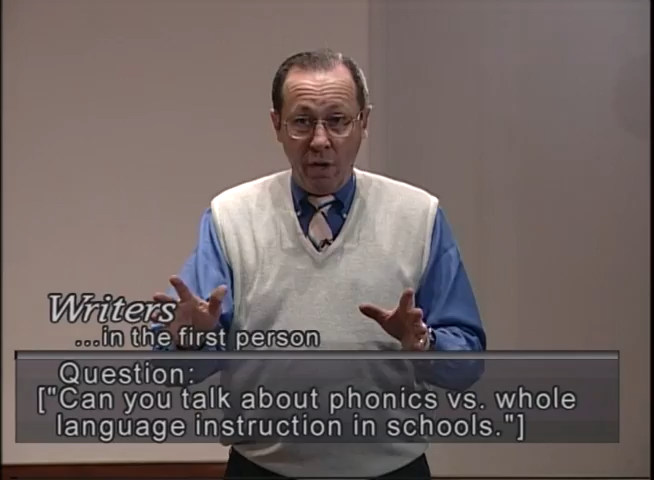 Writers
...in the first person
Question:
["Can you talk about phonics vs. whole
language instruction in schools."]